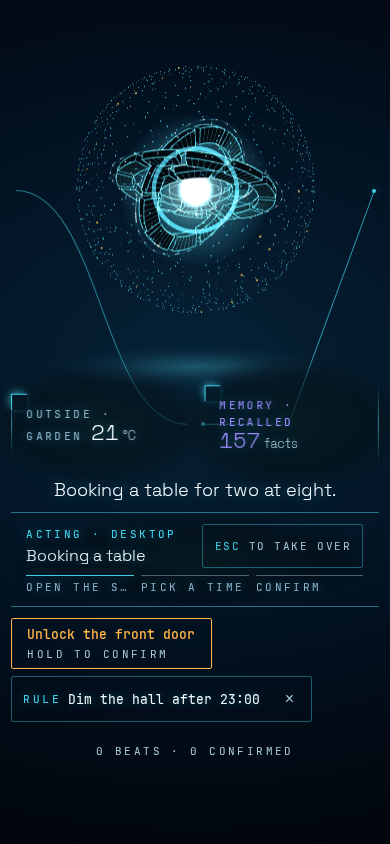 OUTSIDE ·
GARDEN 21 °C
MEMORY ·
RECALLED
157 facts
Booking a table for two at eight.
ACTING · DESKTOP
Booking a table
ESC TO TAKE OVER
OPEN THE S… PICK A TIME CONFIRM
Unlock the front door
HOLD TO CONFIRM
RULE Dim the hall after 23:00 ×
0 BEATS · 0 CONFIRMED